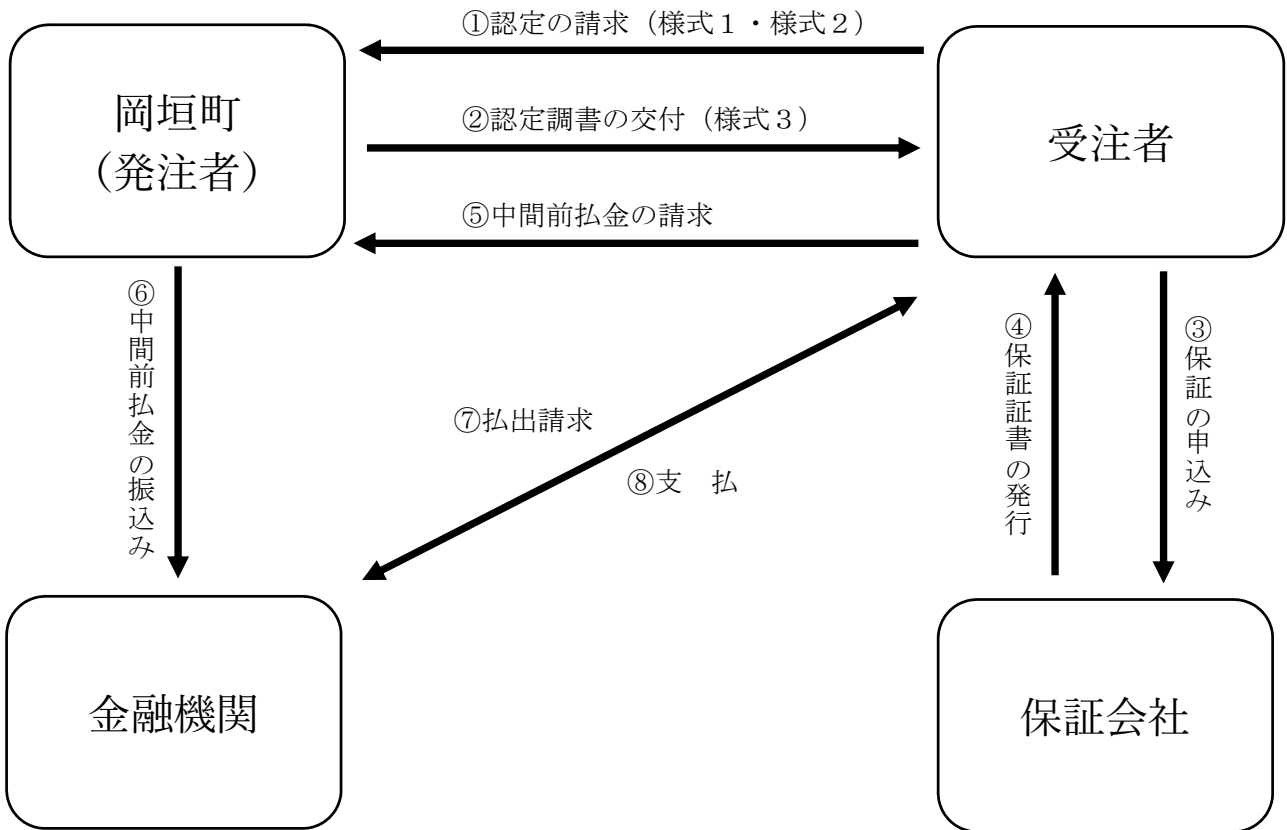 ①認定の請求（様式１・様式２）
岡垣町
（発注者）
②認定調書の交付（様式３）
受注者
⑤中間前払金の請求
⑥中間前払金の振込み
④保証証書の発行
③保証の申込み
⑦払出請求
⑧支　払
金融機関
保証会社